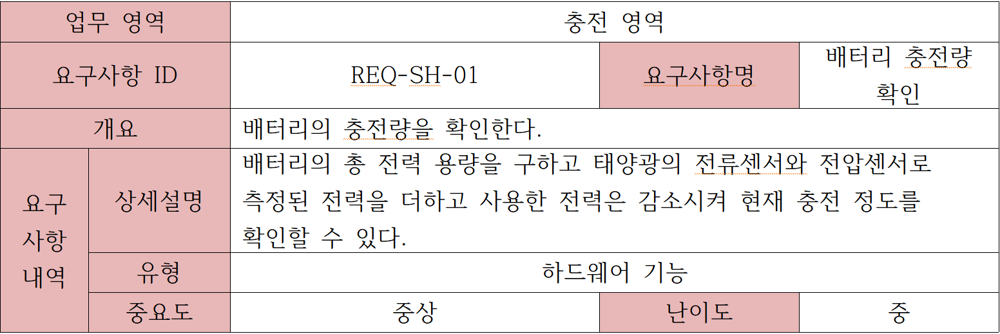 업무 영역
충전 영역
요구사항 ID
REQ-SH-01
요구사항명
배터리 충전량
확인
개요
배터리의 충전량을 확인한다.
요구
사항
내역
상세설명
배터리의 총 전력 용량을 구하고 태양광의 전류센서와 전압센서로
측정된 전력을 더하고 사용한 전력은 감소시켜 현재 충전 정도를
확인할 수 있다.
유형
하드웨어 기능
중요도
중상
난이도
중